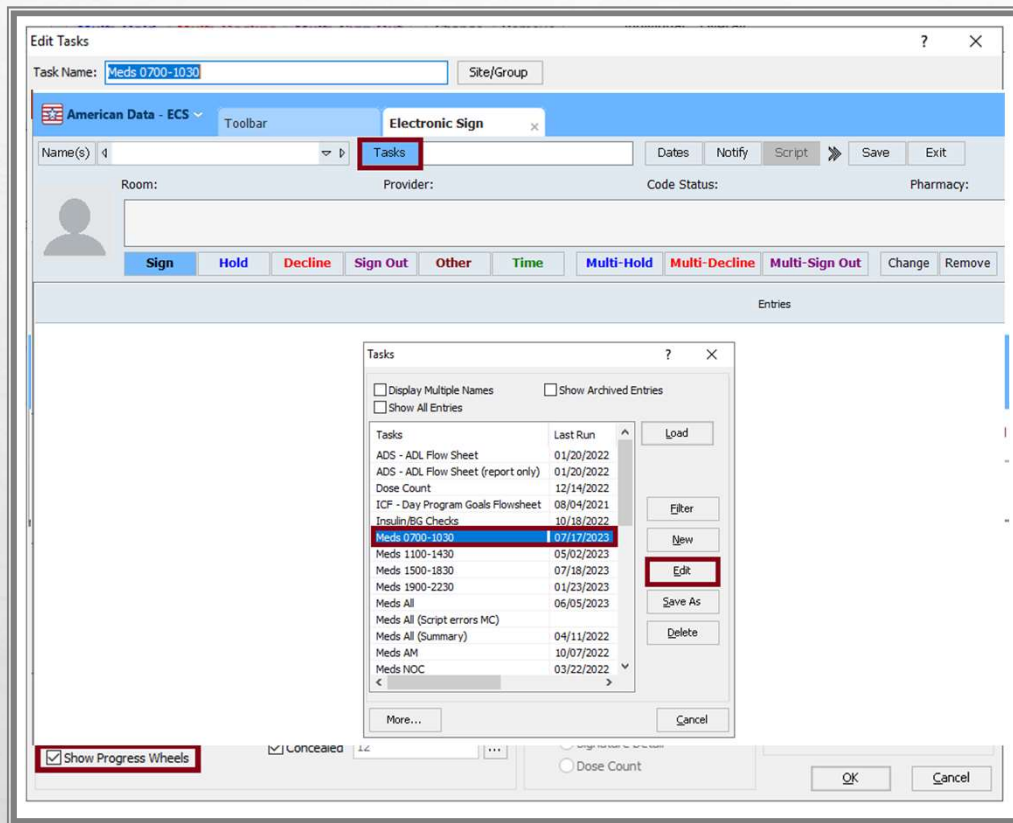 Edit Tasks ? X
Task Name: Meds 0700-1030 Site/Group
American Data - ECS Toolbar Electronic Sign x
Name(s) Tasks Dates Notify Script Save Exit
Room: Provider: Code Status: Pharmacy:
Sign Hold Decline Sign Out Other Time Multi-Hold Multi-Decline Multi-Sign Out Change Remove
Entries
Tasks ? X
Display Multiple Names Show Archived Entries
Show All Entries
Tasks Last Run Load
ADS - ADL Flow Sheet 01/20/2022
ADS - ADL Flow Sheet (report only) 01/20/2022
Dose Count 12/14/2022
ICF - Day Program Goals Flowsheet 08/04/2021 Filter
Insulin/BG Checks 10/18/2022
Meds 0700-1030 07/17/2023 New
Meds 1100-1430 05/02/2023
Meds 1500-1830 07/18/2023 Edit
Meds 1900-2230 01/23/2023
Meds All 06/05/2023 Save As
Meds All (Script errors MC)
Meds All (Summary) 04/11/2022 Delete
Meds AM 10/07/2022
Meds NOC 03/22/2022
More... Cancel
Show Progress Wheels Concealed 12 ... Signature Detail
Dose Count
OK Cancel